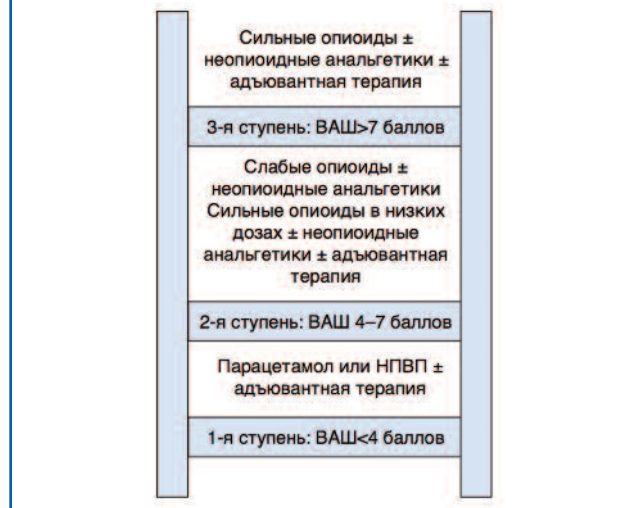 Сильные опиоиды ±
неопиоидные анальгетики ±
адъювантная терапия
3-я ступень: ВАШ>7 баллов
Слабые опиоиды ±
неопиоидные анальгетики
Сильные опиоиды в низких
дозах ± неопиоидные
анальгетики ± адъювантная
терапия
2-я ступень: ВАШ 4–7 баллов
Парацетамол или НПВП ±
адъювантная терапия
1-я ступень: ВАШ<4 баллов